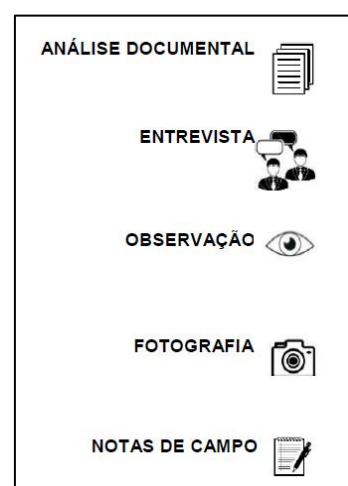 ANÁLISE DOCUMENTAL
ENTREVISTA
OBSERVAÇÃO
FOTOGRAFIA
NOTAS DE CAMPO